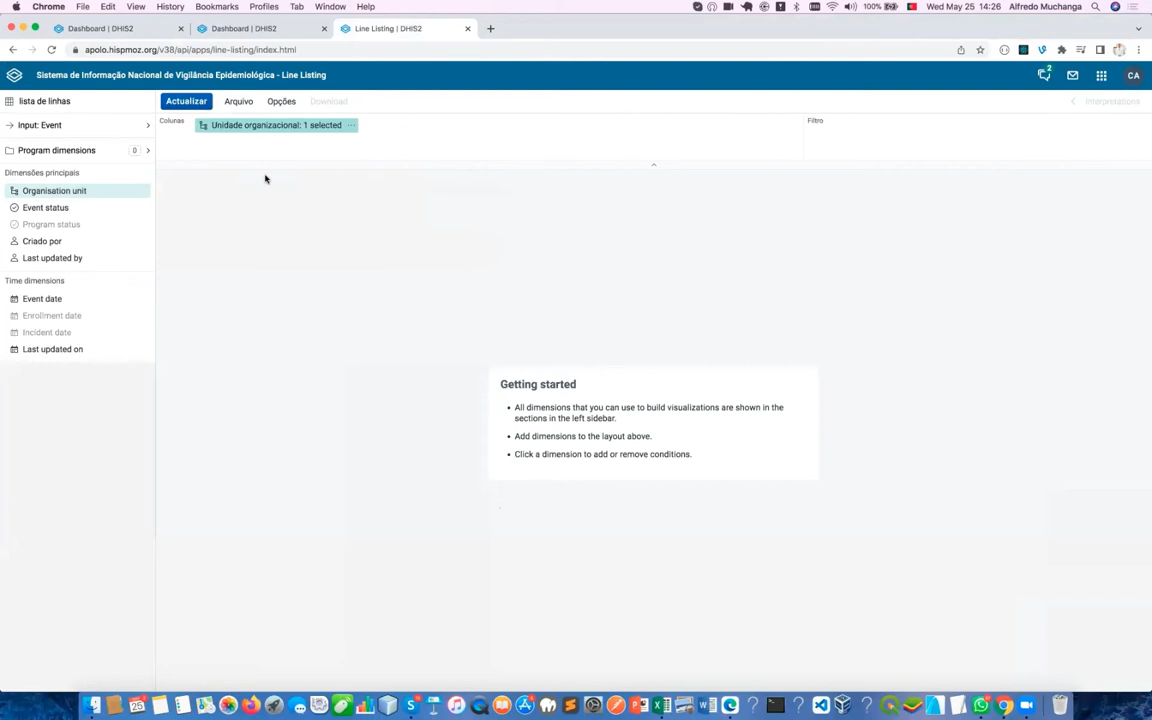 Chrome File Edit View History Bookmarks Profiles Tab Window Help 100% Wed May 25 14:26 Alfredo Muchanga
Dashboard | DHIS2
Dashboard | DHIS2
Line Listing | DHIS2
apolo.hispmoz.org/v38/api/apps/line-listing/index.html
Sistema de Informação Nacional de Vigilância Epidemiológica - Line Listing
2
CA
lista de linhas
Actualizar Arquivo Opções Download
Interpretations
Input: Event
Colunas
Unidade organizacional: 1 selected
Filtro
Program dimensions 0
Dimensões principais
Organisation unit
Event status
Program status
Criado por
Last updated by
Time dimensions
Event date
Enrollment date
Incident date
Last updated on
Getting started
• All dimensions that you can use to build visualizations are shown in the
sections in the left sidebar.
• Add dimensions to the layout above.
• Click a dimension to add or remove conditions.